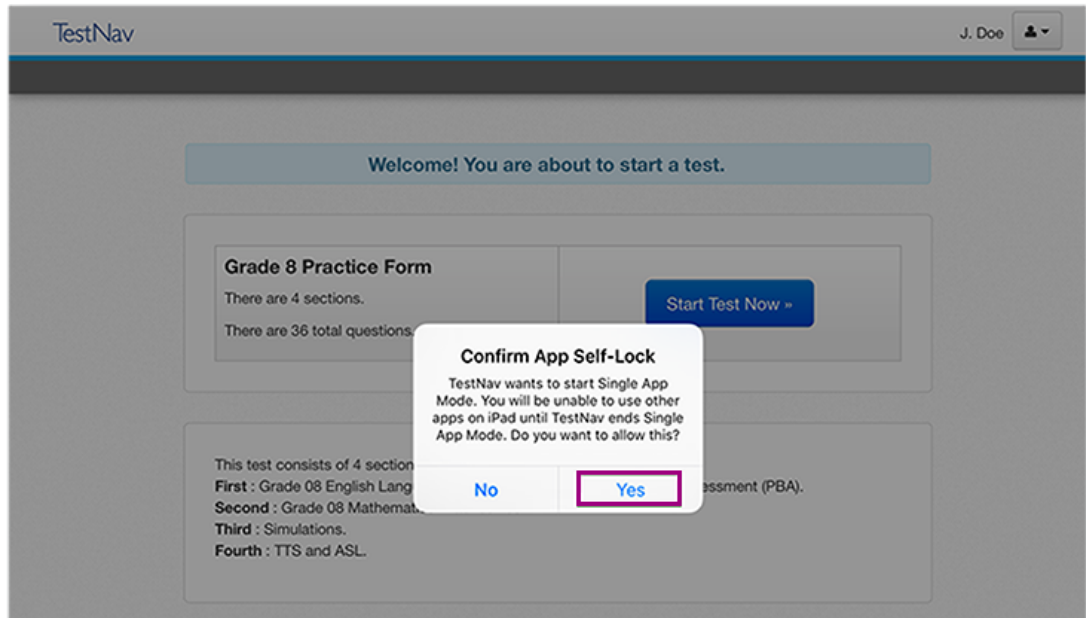 TestNav
J. Doe
Welcome! You are about to start a test.
Grade 8 Practice Form
There are 4 sections.
There are 36 total questions.
Start Test Now »
Confirm App Self-Lock
TestNav wants to start Single App
Mode. You will be unable to use other
apps on iPad until TestNav ends Single
App Mode. Do you want to allow this?
No
Yes
This test consists of 4 section
First : Grade 08 English Lang
essment (PBA).
Second : Grade 08 Mathemat
Third : Simulations.
Fourth : TTS and ASL.